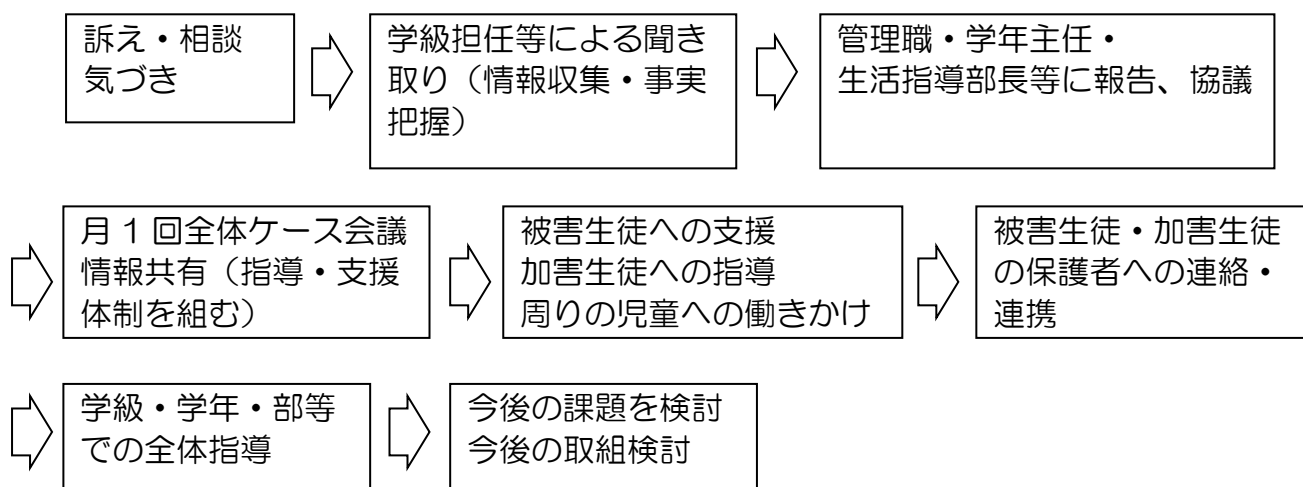 訴え・相談
気づき
学級担任等による聞き
取り（情報収集・事実
把握）
管理職・学年主任・
生活指導部長等に報告、協議
月 1 回全体ケース会議
情報共有（指導・支援
体制を組む）
被害生徒への支援
加害生徒への指導
周りの児童への働きかけ
被害生徒・加害生徒
の保護者への連絡・
連携
学級・学年・部等
での全体指導
今後の課題を検討
今後の取組検討